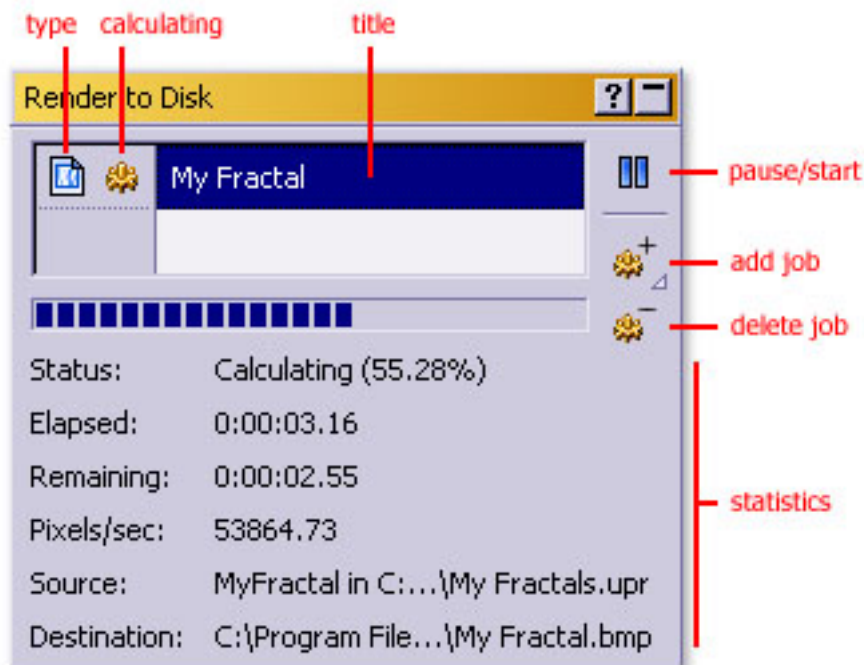 type calculating title
Render to Disk ?
My Fractal
pause/start
add job
delete job
Status: Calculating (55.28%)
Elapsed: 0:00:03.16
Remaining: 0:00:02.55
statistics
Pixels/sec: 53864.73
Source: MyFractal in C:...\My Fractals.upr
Destination: C:\Program File...\My Fractal.bmp